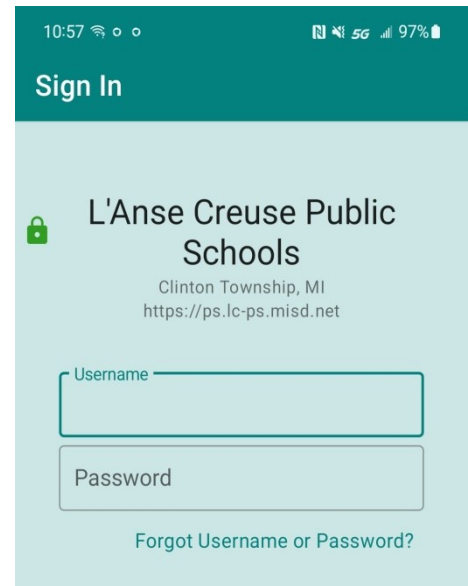 10:57 5G 97%
Sign In
L'Anse Creuse Public
Schools
Clinton Township, MI
https://ps.lc-ps.misd.net
Username
Password
Forgot Username or Password?